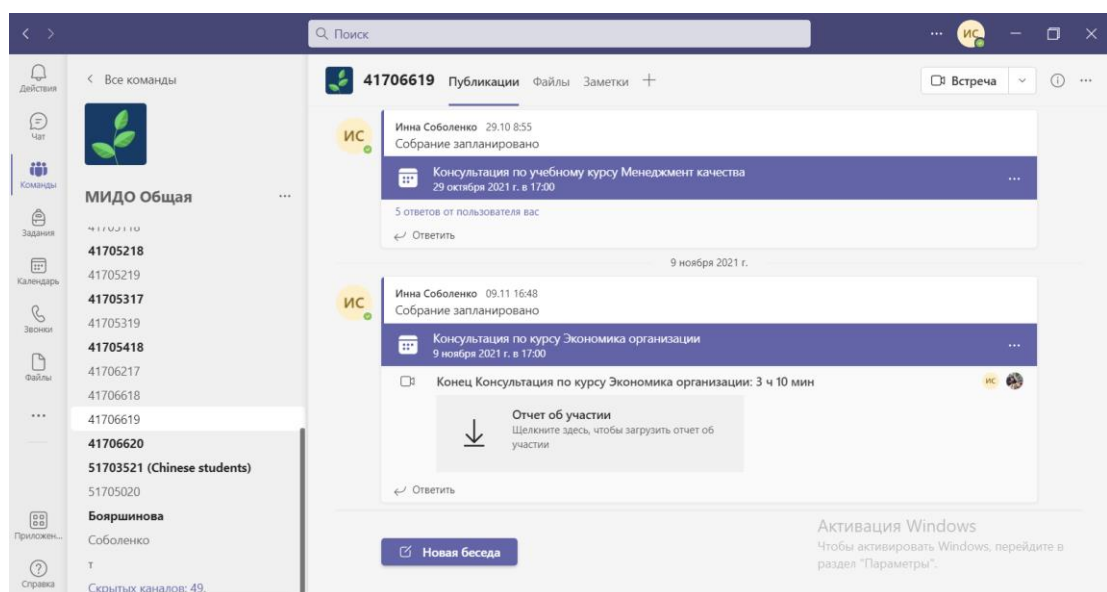 Поиск
ИС
Действия
Чат
Команды
Задания
Календарь
Звонки
Файлы
Приложен...
Справка
Все команды
МИДО Общая
41705118
41705218
41705219
41705317
41705319
41705418
41706217
41706618
41706619
41706620
51703521 (Chinese students)
51705020
Бояршинова
Соболенко
т
Скрытых каналов: 49.
41706619 Публикации Файлы Заметки
Встреча
ИС
Инна Соболенко 29.10 8:55
Собрание запланировано
Консультация по учебному курсу Менеджмент качества
29 октября 2021 г. в 17:00
5 ответов от пользователя вас
Ответить
9 ноября 2021 г.
ИС
Инна Соболенко 09.11 16:48
Собрание запланировано
Консультация по курсу Экономика организации
9 ноября 2021 г. в 17:00
Конец Консультация по курсу Экономика организации: 3 ч 10 мин
ИС
Отчет об участии
Щелкните здесь, чтобы загрузить отчет об
участии
Ответить
Новая беседа
Активация Windows
Чтобы активировать Windows, перейдите в
раздел "Параметры".